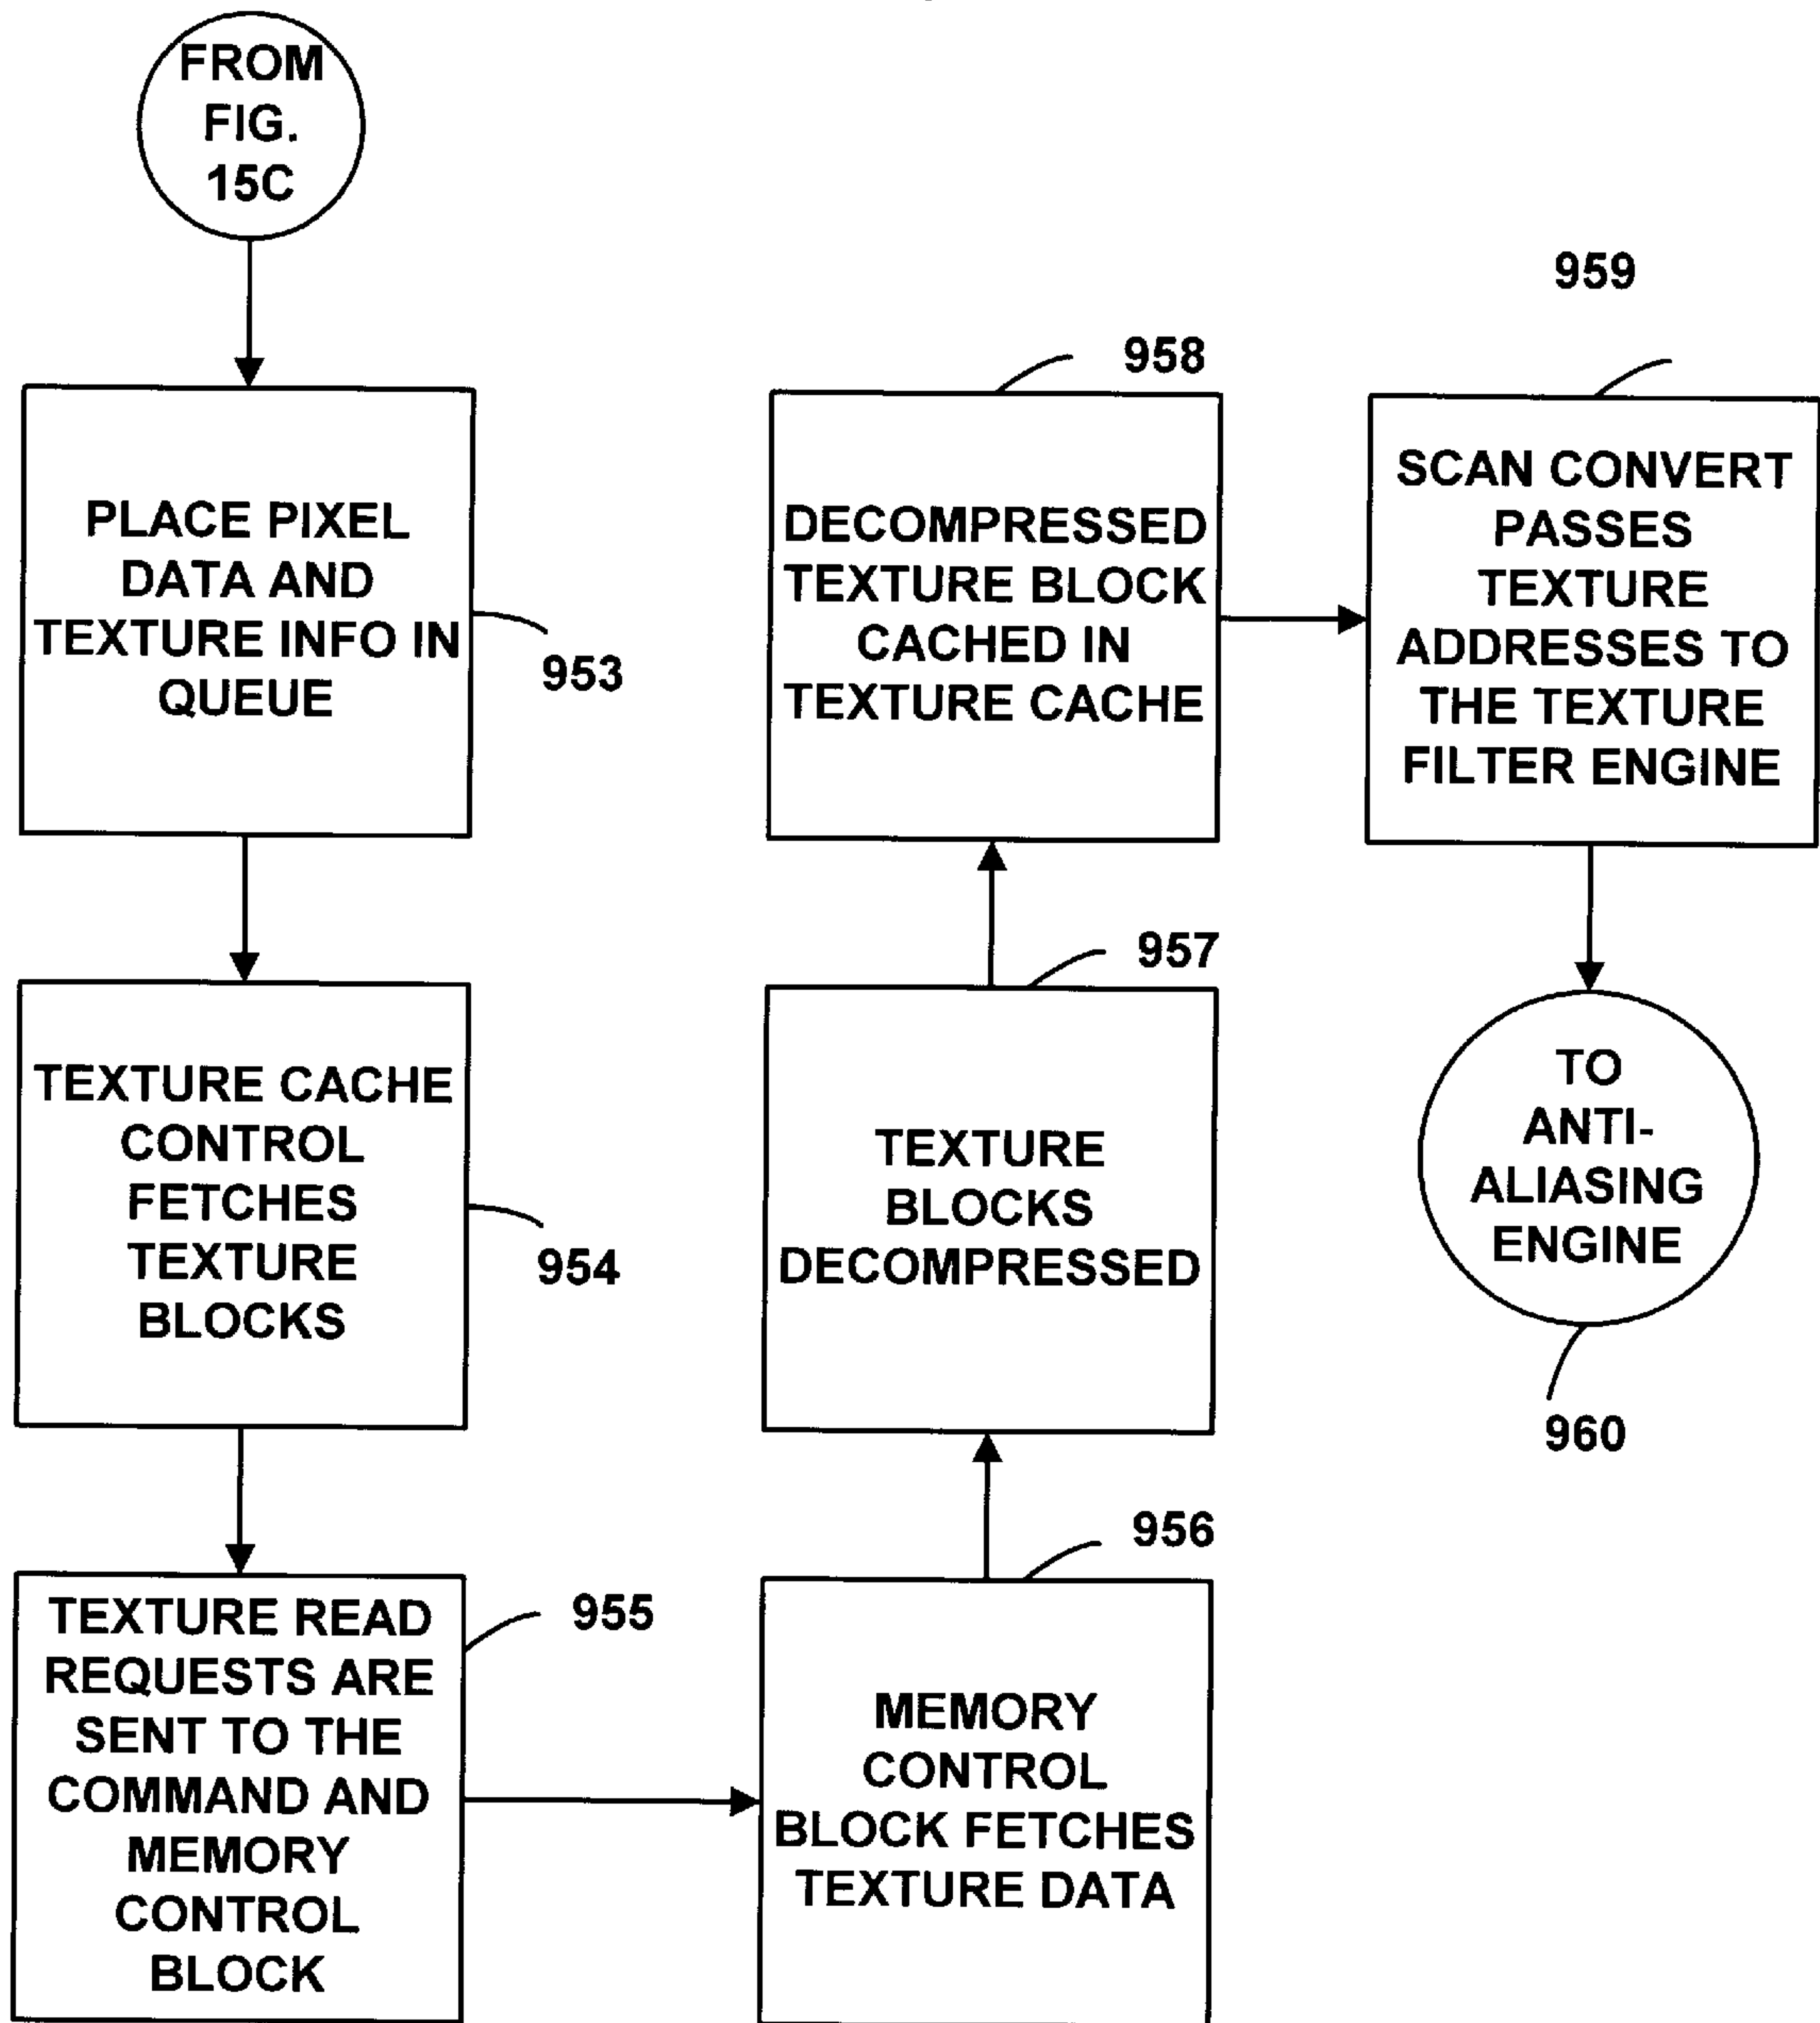 FROM
FIG.
15C
PLACE PIXEL
DATA AND
TEXTURE INFO IN
QUEUE
953
TEXTURE CACHE
CONTROL
FETCHES
TEXTURE
BLOCKS
954
TEXTURE READ
REQUESTS ARE
SENT TO THE
COMMAND AND
MEMORY
CONTROL
BLOCK
955
MEMORY
CONTROL
BLOCK FETCHES
TEXTURE DATA
956
TEXTURE
BLOCKS
DECOMPRESSED
957
DECOMPRESSED
TEXTURE BLOCK
CACHED IN
TEXTURE CACHE
958
SCAN CONVERT
PASSES
TEXTURE
ADDRESSES TO
THE TEXTURE
FILTER ENGINE
959
TO
ANTI-
ALIASING
ENGINE
960